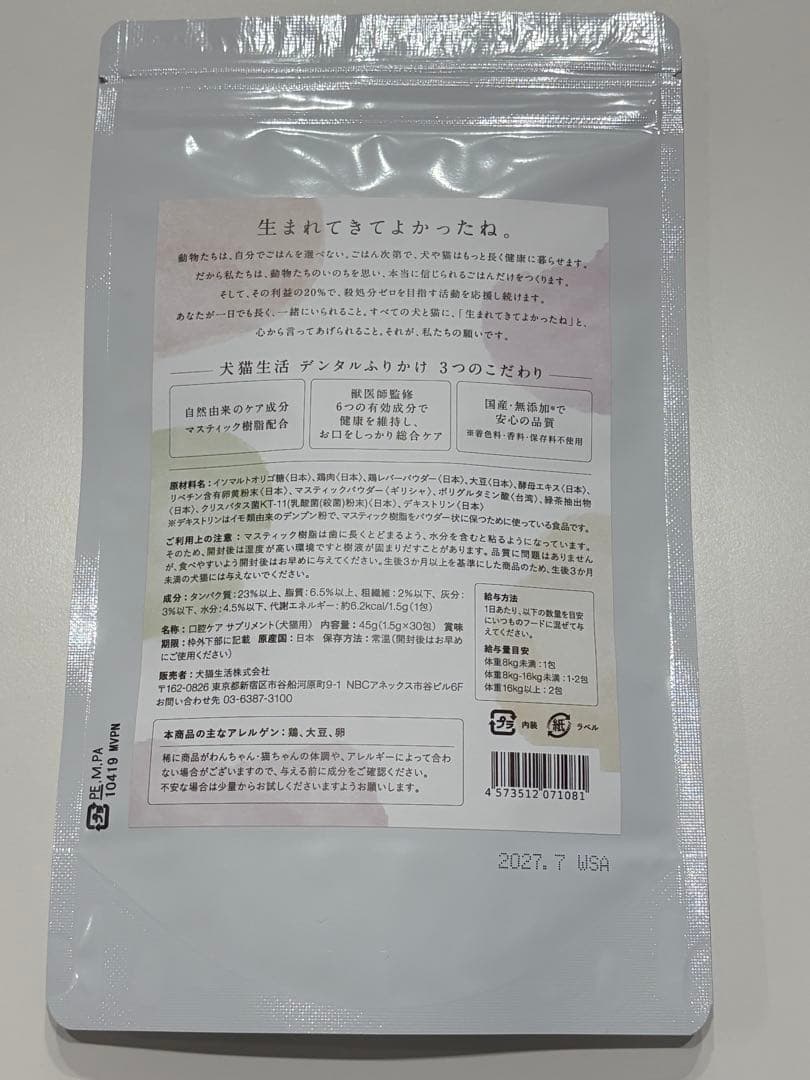 生まれてきてよかったね。
動物たちは、自分でごはんを選べない。ごはん次第で、犬や猫はもっと長く健康に暮らせます。
だから私たちは、動物たちのいのちを思い、本当に信じられるごはんだけをつくります。
そして、その利益の20%で、殺処分ゼロを目指す活動を応援し続けます。
あなたが一日でも長く、一緒にいられること。すべての犬と猫に、「生まれてきてよかったね」と、
心から言ってあげられること。それが、私たちの願いです。
犬猫生活 デンタルふりかけ 3つのこだわり
自然由来のケア成分
マスティック樹脂配合
獣医師監修
6つの有効成分で
健康を維持し、
お口をしっかり総合ケア
国産・無添加※で
安心の品質
※着色料・香料・保存料不使用
原材料名：イソマルトオリゴ糖〈日本〉、鶏肉〈日本〉、鶏レバーパウダー〈日本〉、大豆〈日本〉、酵母エキス〈日本〉、
リベチン含有卵黄粉末〈日本〉、マスティックパウダー〈ギリシャ〉、ポリグルタミン酸〈台湾〉、緑茶抽出物
〈日本〉、クリスパタス菌KT-11(乳酸菌(殺菌)粉末)〈日本〉、デキストリン〈日本〉
※デキストリンはイモ類由来のデンプン粉で、マスティック樹脂をパウダー状に保つために使っている食品です。
ご利用上の注意：マスティック樹脂は歯に長くとどまるよう、水分を含むと粘るようになっています。
そのため、開封後は湿度が高い環境ですと樹液が固まりだすことがあります。品質に問題はありません
が、食べやすいよう開封後はお早めに与えてください。生後3か月以上を基準にした商品のため、生後3か月
未満の犬猫には与えないでください。
成分：タンパク質：23%以上、脂質：6.5%以上、粗繊維：2%以下、灰分：
3%以下、水分：4.5%以下、代謝エネルギー：約6.2kcal/1.5g(1包)
名称：口腔ケア サプリメント(犬猫用) 内容量：45g(1.5g×30包) 賞味
期限：枠外下部に記載 原産国：日本 保存方法：常温(開封後はお早め
にご使用ください)
販売者：犬猫生活株式会社
〒162-0826 東京都新宿区市谷船河原町9-1 NBCアネックス市谷ビル6F
お問い合わせ先 03-6387-3100
給与方法
1日あたり、以下の数量を目安
にいつものフードに混ぜて与
えてください。
給与量目安
体重8kg未満：1包
体重8kg-16kg未満：1-2包
体重16kg以上：2包
本商品の主なアレルゲン：鶏、大豆、卵
稀に商品がわんちゃん・猫ちゃんの体調や、アレルギーによって合わ
ない場合がございますので、与える前に成分をご確認ください。
不安な場合は少量からお試しくださいますようお願いします。
プラ 内装 紙 ラベル
4 573512 071081
プラ PE,M,PA
10419 MVPN
2027.7 WSA